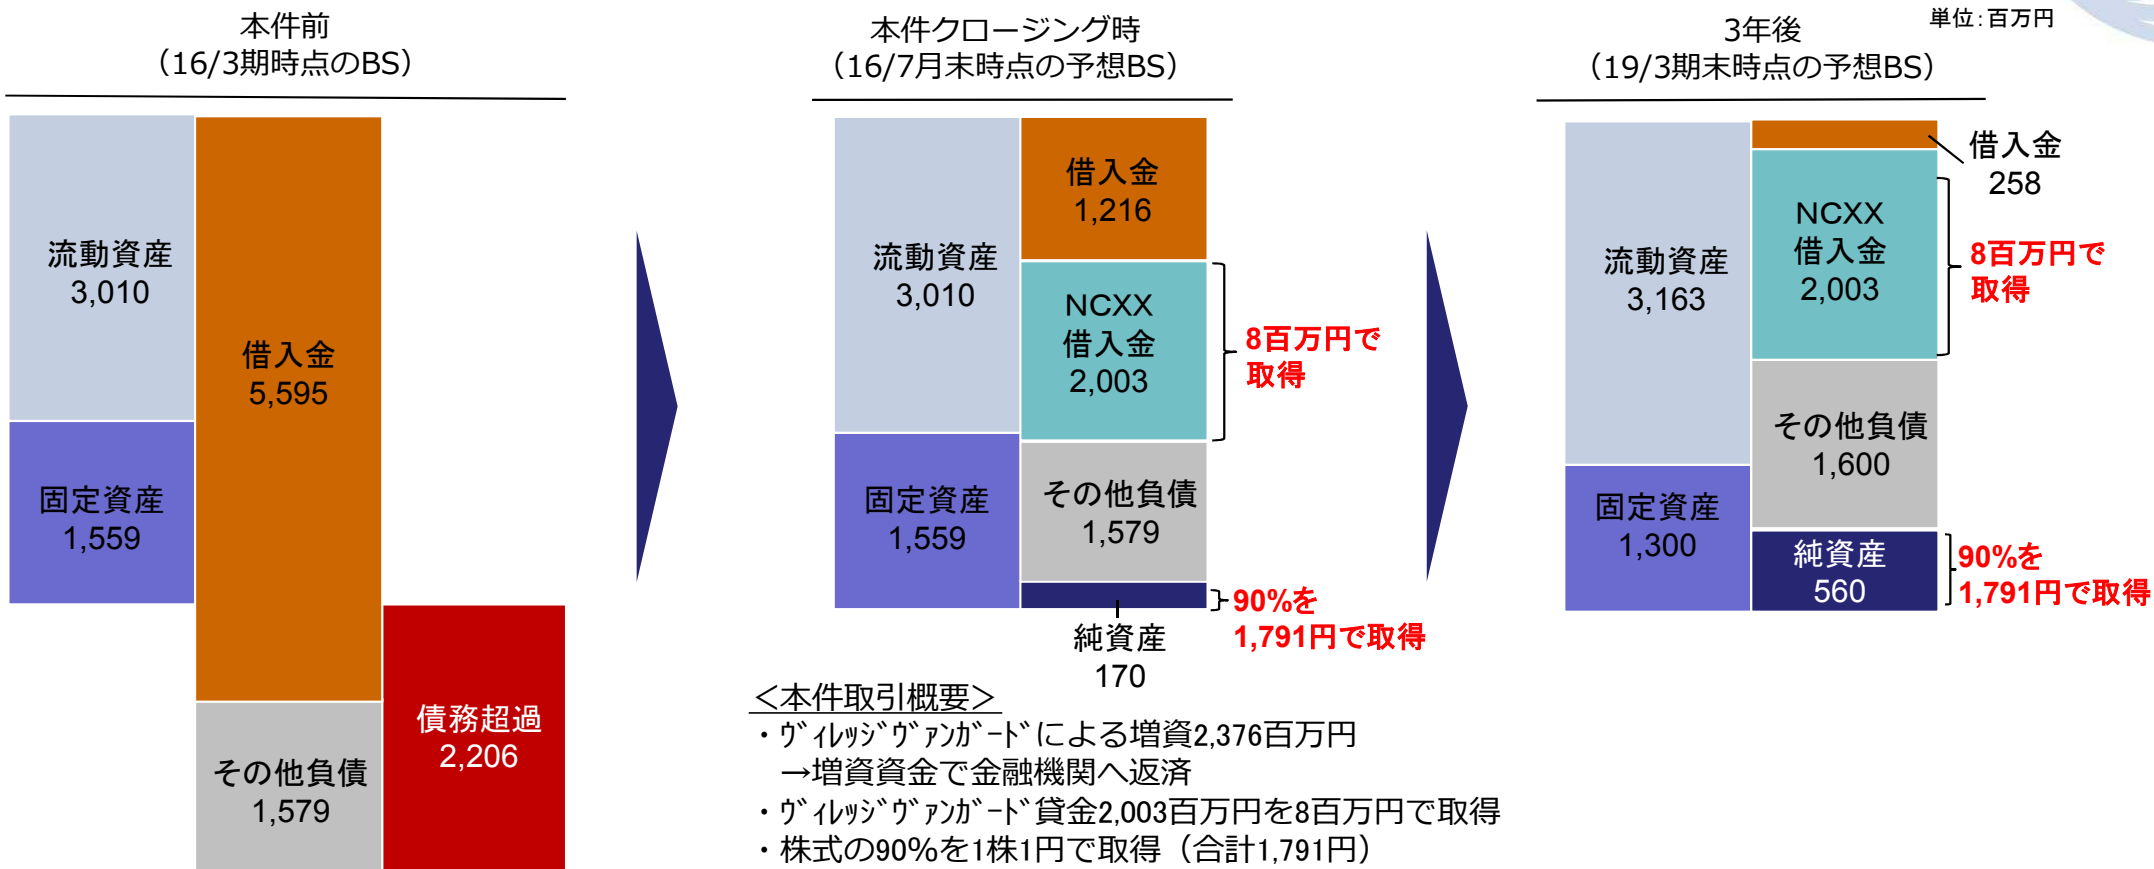 単位：百万円
本件前
（16/3期時点のBS）
流動資産
3,010
借入金
5,595
固定資産
1,559
その他負債
1,579
債務超過
2,206
本件クロージング時
（16/7月末時点の予想BS）
流動資産
3,010
借入金
1,216
NCXX
借入金
2,003
8百万円で
取得
固定資産
1,559
その他負債
1,579
90%を
1,791円で取得
純資産
170
3年後
（19/3期末時点の予想BS）
流動資産
3,163
借入金
258
NCXX
借入金
2,003
8百万円で
取得
その他負債
1,600
固定資産
1,300
純資産
560
90%を
1,791円で取得
＜本件取引概要＞
・ｳﾞｨﾚｯｼﾞｳﾞｧﾝｶﾞｰﾄﾞによる増資2,376百万円
→増資資金で金融機関へ返済
・ｳﾞｨﾚｯｼﾞｳﾞｧﾝｶﾞｰﾄﾞ貸金2,003百万円を8百万円で取得
・株式の90％を1株1円で取得（合計1,791円）